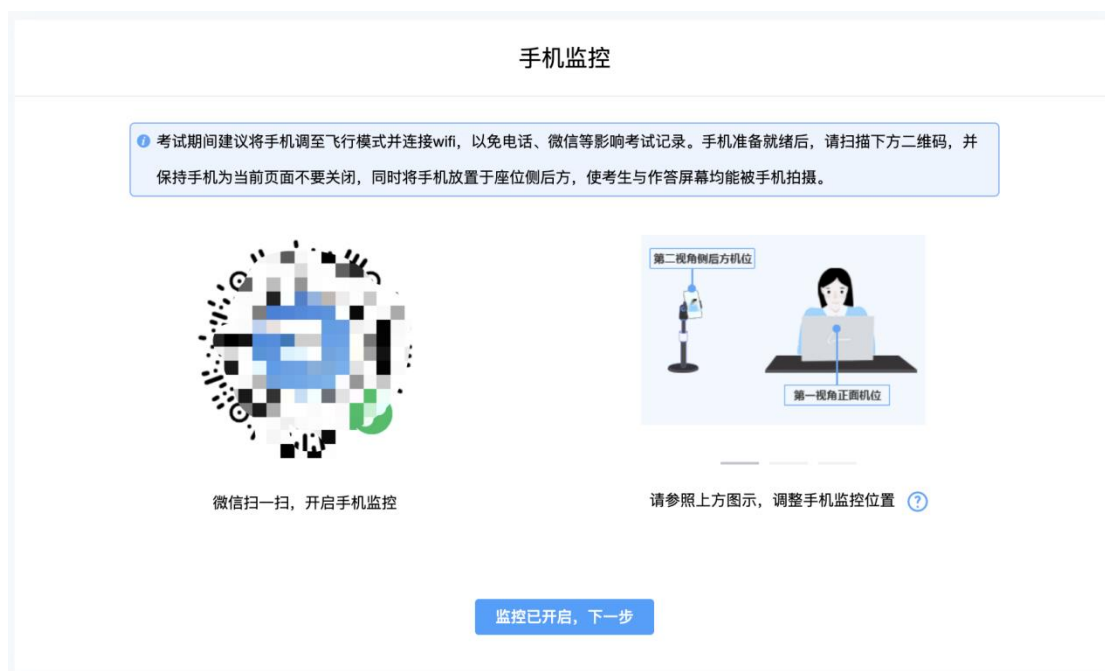 手机监控
考试期间建议将手机调至飞行模式并连接wifi，以免电话、微信等影响考试记录。手机准备就绪后，请扫描下方二维码，并
保持手机为当前页面不要关闭，同时将手机放置于座位侧后方，使考生与作答屏幕均能被手机拍摄。
第二视角侧后方机位
第一视角正面机位
微信扫一扫，开启手机监控
请参照上方图示，调整手机监控位置
监控已开启，下一步